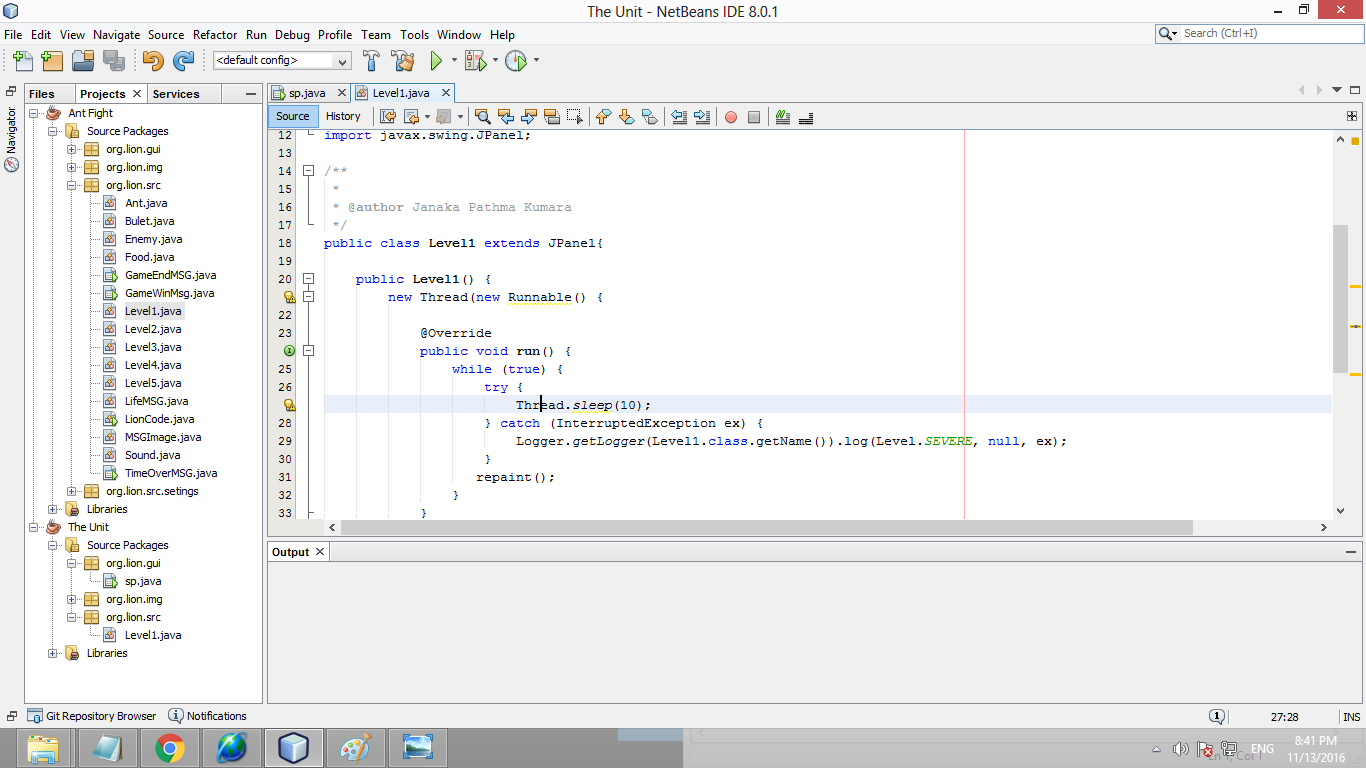 The Unit - NetBeans IDE 8.0.1
File Edit View Navigate Source Refactor Run Debug Profile Team Tools Window Help
Search (Ctrl+I)
<default config>
Navigator
Files Projects Services
Ant Fight
Source Packages
org.lion.gui
org.lion.img
org.lion.src
Ant.java
Bulet.java
Enemy.java
Food.java
GameEndMSG.java
GameWinMsg.java
Level1.java
Level2.java
Level3.java
Level4.java
Level5.java
LifeMSG.java
LionCode.java
MSGImage.java
Sound.java
TimeOverMSG.java
org.lion.src.setings
Libraries
The Unit
Source Packages
org.lion.gui
sp.java
org.lion.img
org.lion.src
Level1.java
Libraries
sp.java Level1.java
Source History
12 import javax.swing.JPanel;
13
14 /**
15 *
16 * @author Janaka Pathma Kumara
17 */
18 public class Level1 extends JPanel{
19
20 public Level1() {
new Thread(new Runnable() {
22
23 @Override
public void run() {
25 while (true) {
26 try {
Thread.sleep(10);
28 } catch (InterruptedException ex) {
29 Logger.getLogger(Level1.class.getName()).log(Level.SEVERE, null, ex);
30 }
31 repaint();
32 }
33 }
Output
Git Repository Browser Notifications
1 27:28 INS
ENG
8:41 PM
11/13/2016
Ln 1, Col 1